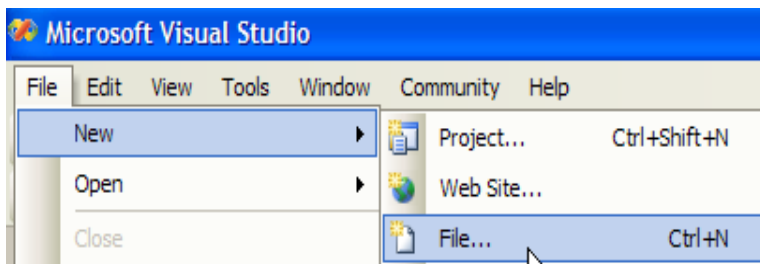 Microsoft Visual Studio
File Edit View Tools Window Community Help
New Project... Ctrl+Shift+N
Open Web Site...
Close File... Ctrl+N